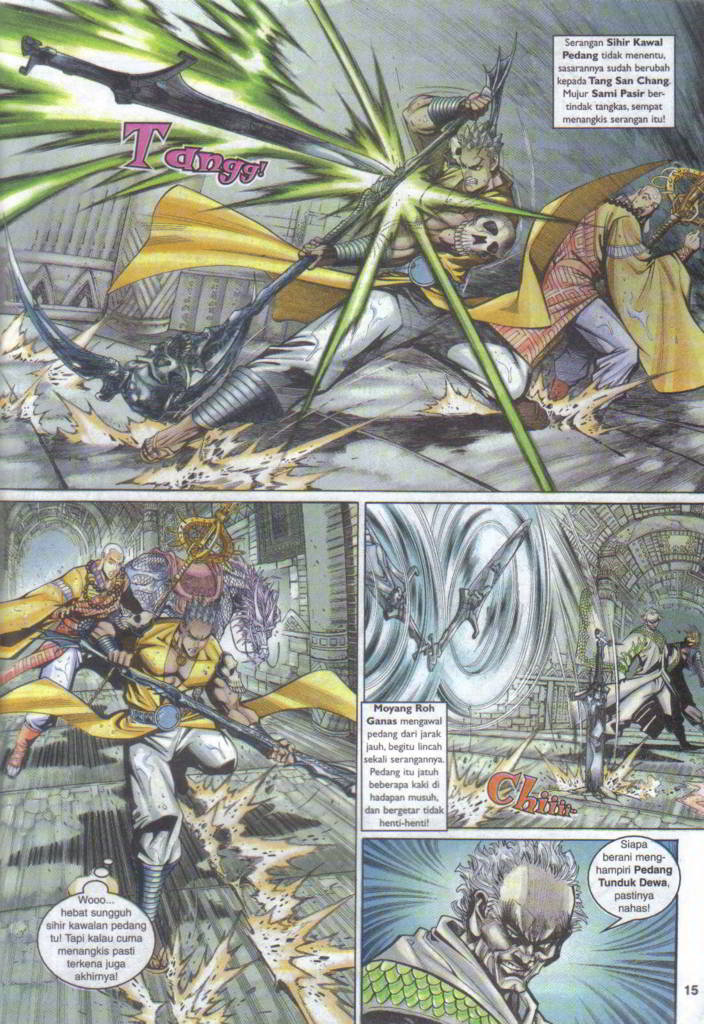 Serangan Sihir Kawal
Pedang tidak menentu,
sasarannya sudah berubah
kepada Tang San Chang.
Mujur Sami Pasir ber-
tindak tangkas, sempat
menangkis serangan itu!
Tdngg!
Wooo...
hebat sungguh
sihir kawalan pedang
tu! Tapi kalau cuma
menangkis pasti
terkena juga
akhirnya!
Moyang Roh
Ganas mengawal
pedang dari jarak
jauh, begitu lincah
sekali serangannya.
Pedang itu jatuh
beberapa kaki di
hadapan musuh,
dan bergetar tidak
henti-henti!
Chiiit
Siapa
berani meng-
hampiri Pedang
Tunduk Dewa,
pastinya
nahas!
15